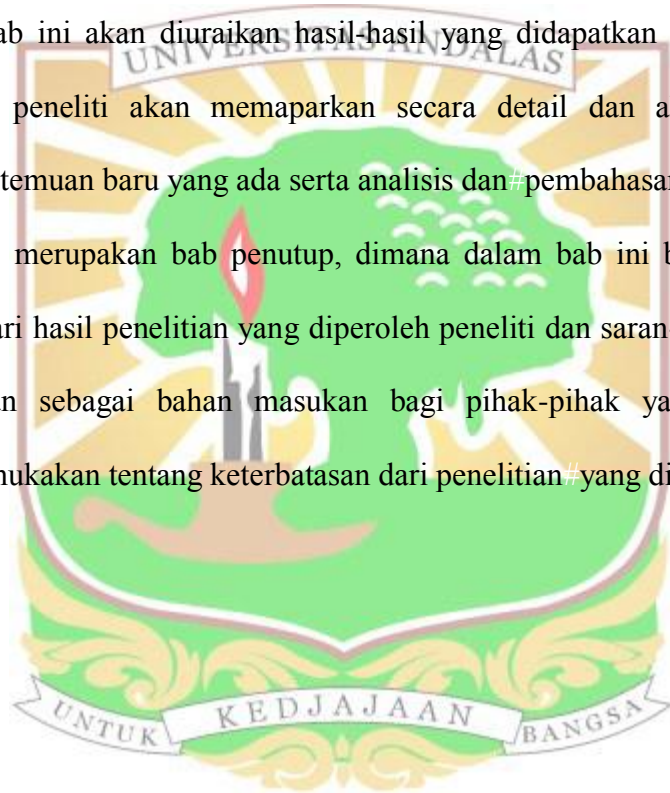 ab ini akan diuraikan hasil-hasil yang didapatkan
UNIVERSITAS ANDALAS
peneliti akan memaparkan secara detail dan a
temuan baru yang ada serta analisis dan#pembahasan
merupakan bab penutup, dimana dalam bab ini b
ari hasil penelitian yang diperoleh peneliti dan saran-
n sebagai bahan masukan bagi pihak-pihak ya
mukakan tentang keterbatasan dari penelitian#yang di
UNTUK KEDJAJAAN BANGSA